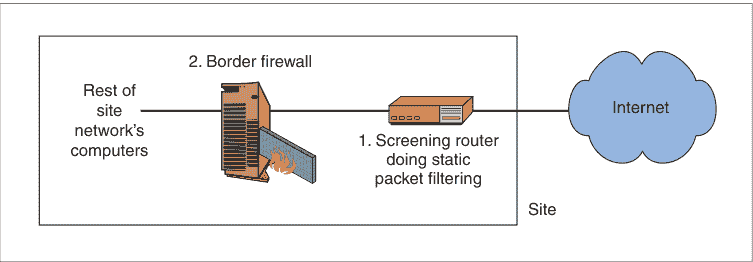 2. Border firewall
Rest of
site
network's
computers
Internet
1. Screening router
doing static
packet filtering
Site